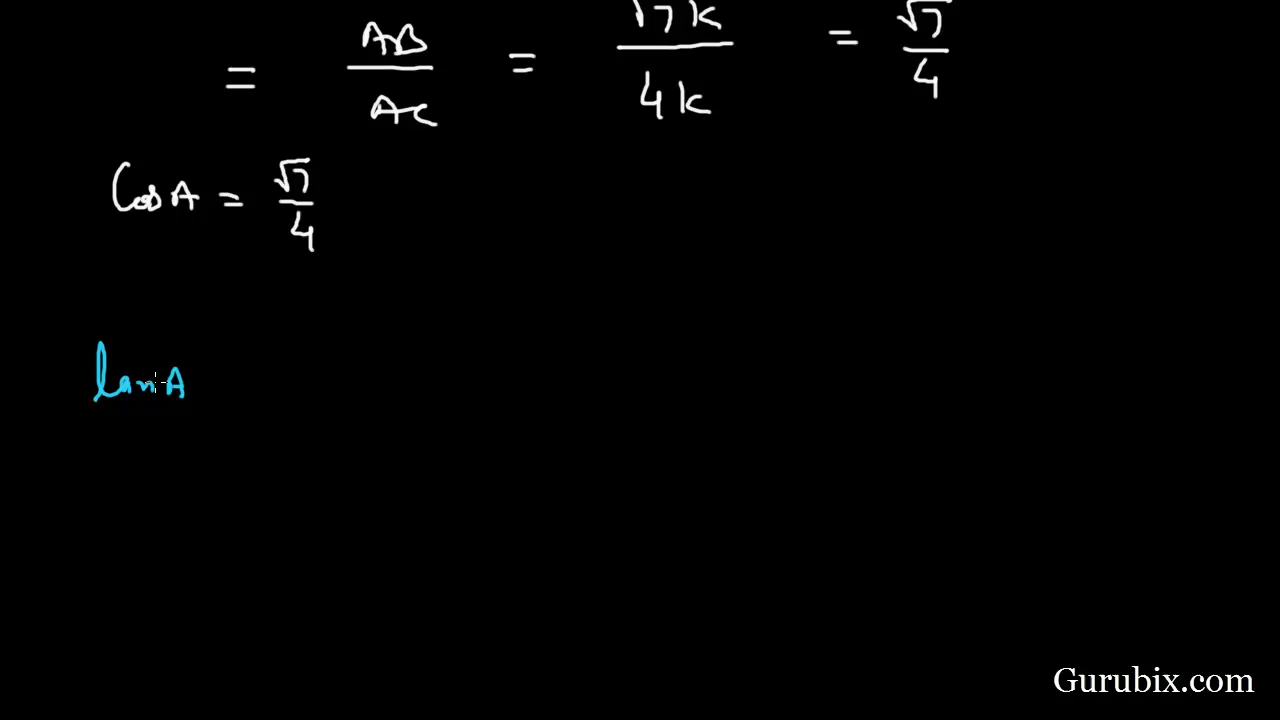 = AB/AC = √7k/4k = √7/4
CosA = √7/4
tanA
Gurubix.com